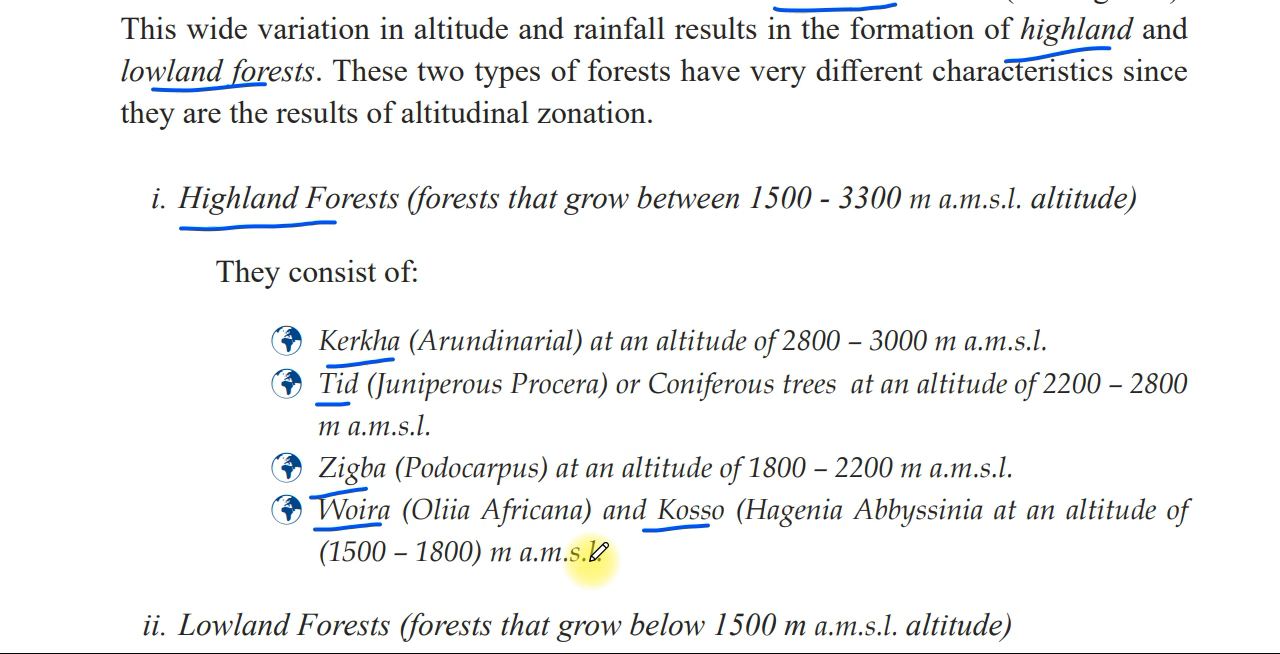 This wide variation in altitude and rainfall results in the formation of highland and
lowland forests. These two types of forests have very different characteristics since
they are the results of altitudinal zonation.
i. Highland Forests (forests that grow between 1500 - 3300 m a.m.s.l. altitude)
They consist of:
Kerkha (Arundinarial) at an altitude of 2800 – 3000 m a.m.s.l.
Tid (Juniperous Procera) or Coniferous trees at an altitude of 2200 – 2800
m a.m.s.l.
Zigba (Podocarpus) at an altitude of 1800 – 2200 m a.m.s.l.
Woira (Oliia Africana) and Kosso (Hagenia Abbyssinia at an altitude of
(1500 – 1800) m a.m.s.l.
ii. Lowland Forests (forests that grow below 1500 m a.m.s.l. altitude)